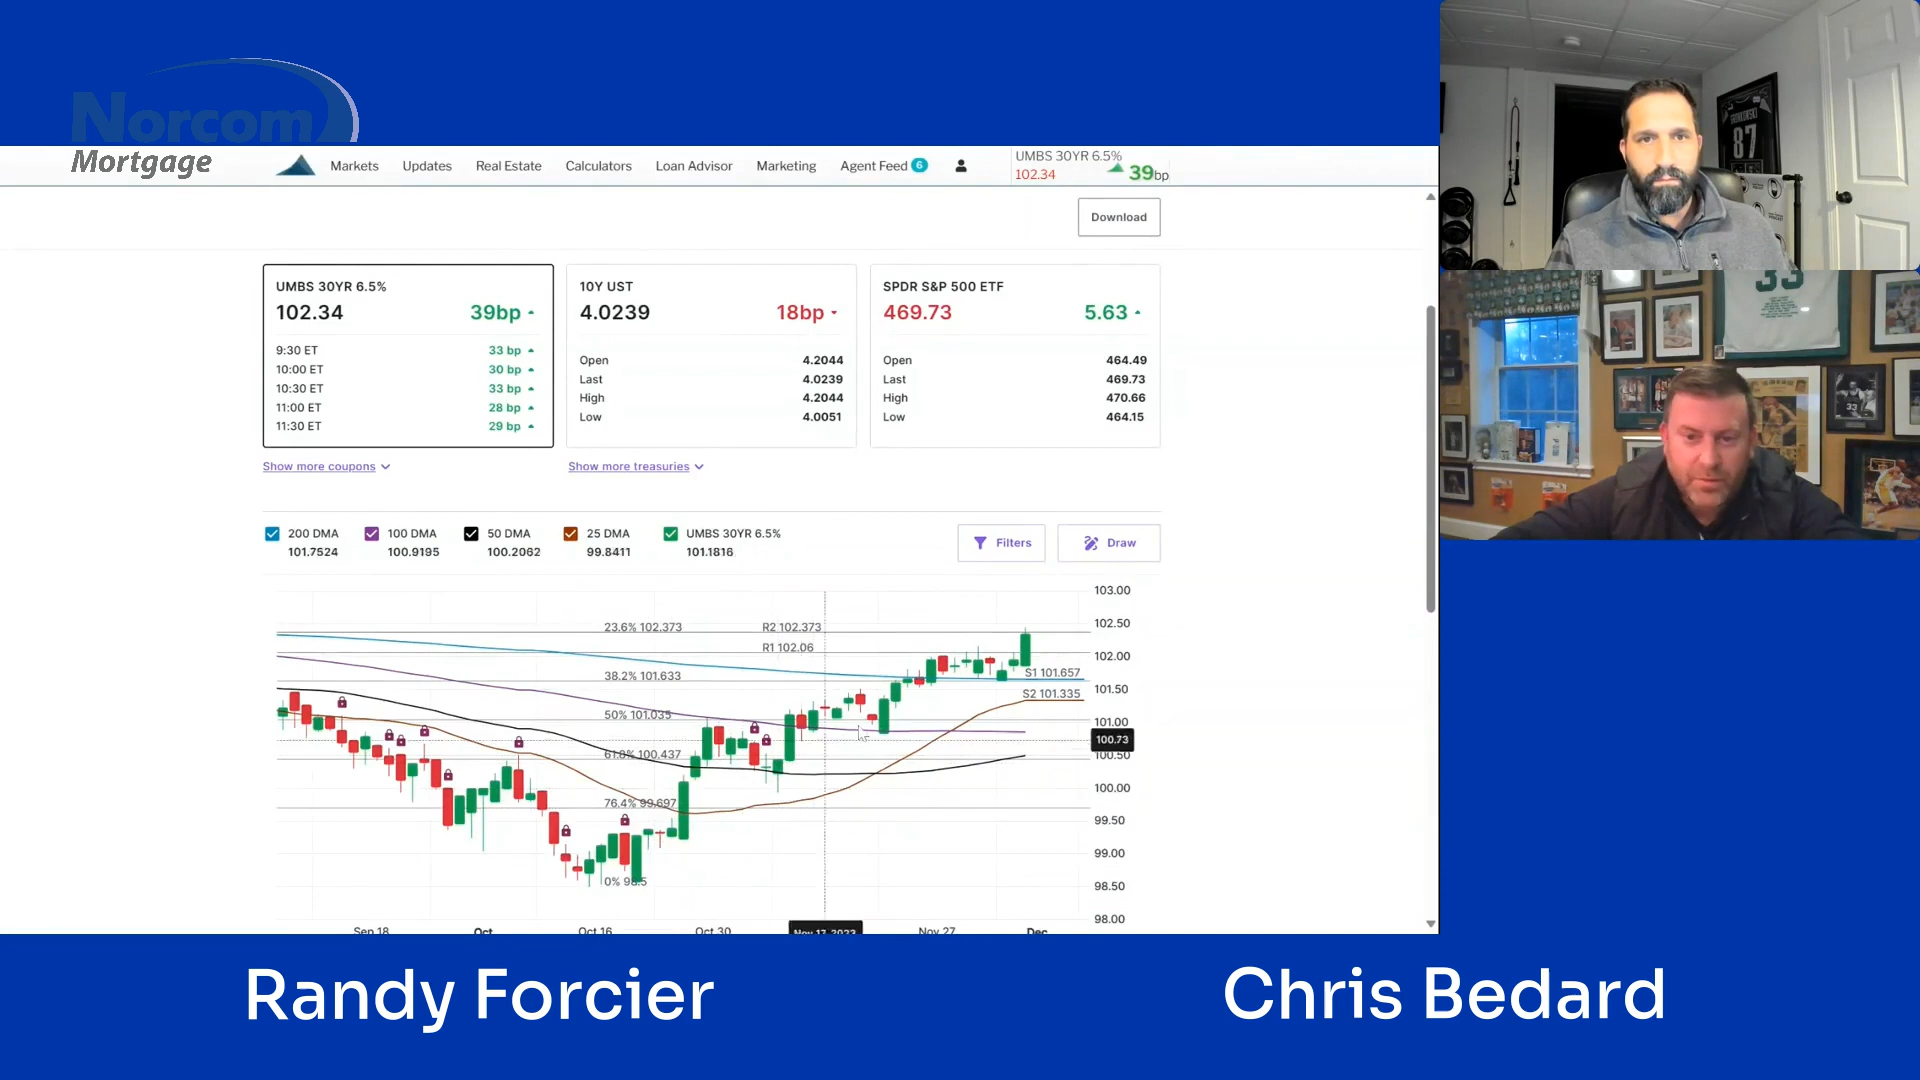 Norcom
Mortgage
Markets
Updates
Real Estate
Calculators
Loan Advisor
Marketing
Agent Feed 6
UMBS 30YR 6.5%
102.34
39bp
Download
UMBS 30YR 6.5%
102.34 39bp
9:30 ET 33 bp
10:00 ET 30 bp
10:30 ET 33 bp
11:00 ET 28 bp
11:30 ET 29 bp
10Y UST
4.0239 18bp
Open 4.2044
Last 4.0239
High 4.2044
Low 4.0051
SPDR S&P 500 ETF
469.73 5.63
Open 464.49
Last 469.73
High 470.66
Low 464.15
Show more coupons
Show more treasuries
200 DMA
101.7524
100 DMA
100.9195
50 DMA
100.2062
25 DMA
99.8411
UMBS 30YR 6.5%
101.1816
Filters
Draw
103.00
102.50
102.00
101.50
101.00
100.73
100.50
100.00
99.50
99.00
98.50
98.00
23.6% 102.373
R2 102.373
R1 102.06
38.2% 101.633
S1 101.657
S2 101.335
50% 101.035
61.8% 100.437
76.4% 99.697
0% 98.5
Sep 18
Oct
Oct 16
Oct 30
Nov 17, 2023
Nov 27
Dec
87
33
33
Randy Forcier
Chris Bedard